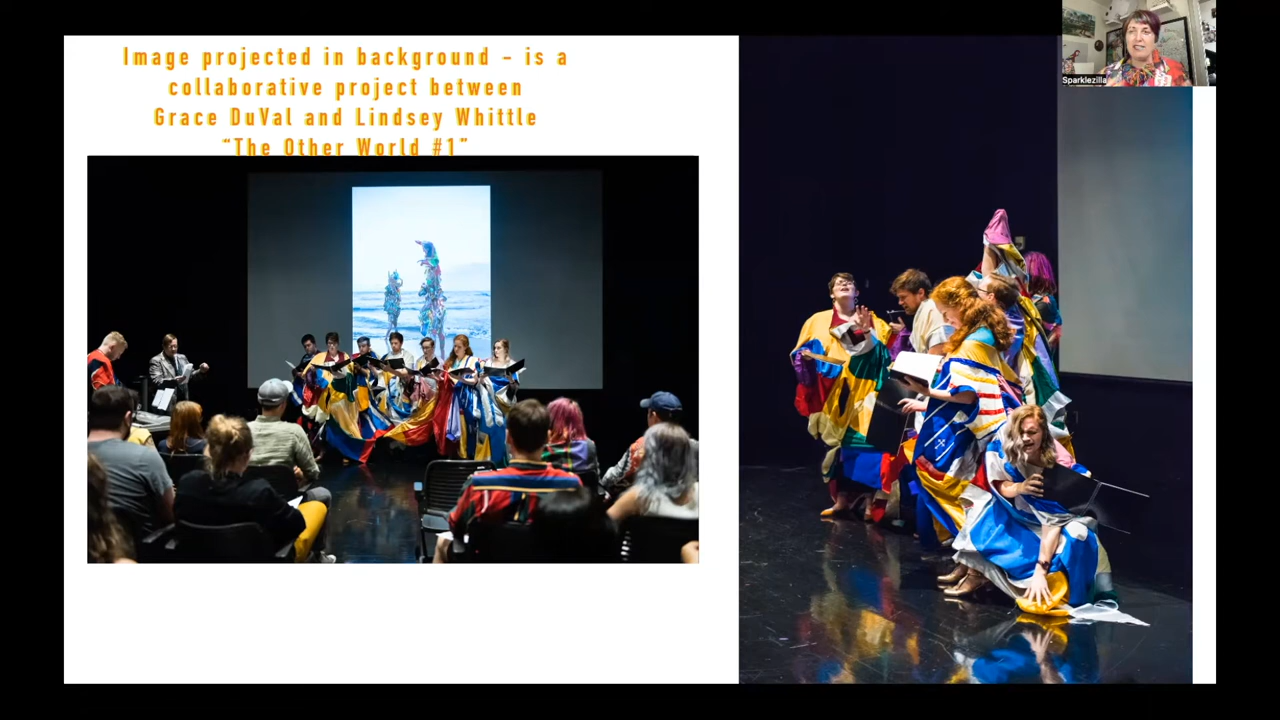 Image projected in background - is a
collaborative project between
Grace DuVal and Lindsey Whittle
"The Other World #1"
Sparklezilla